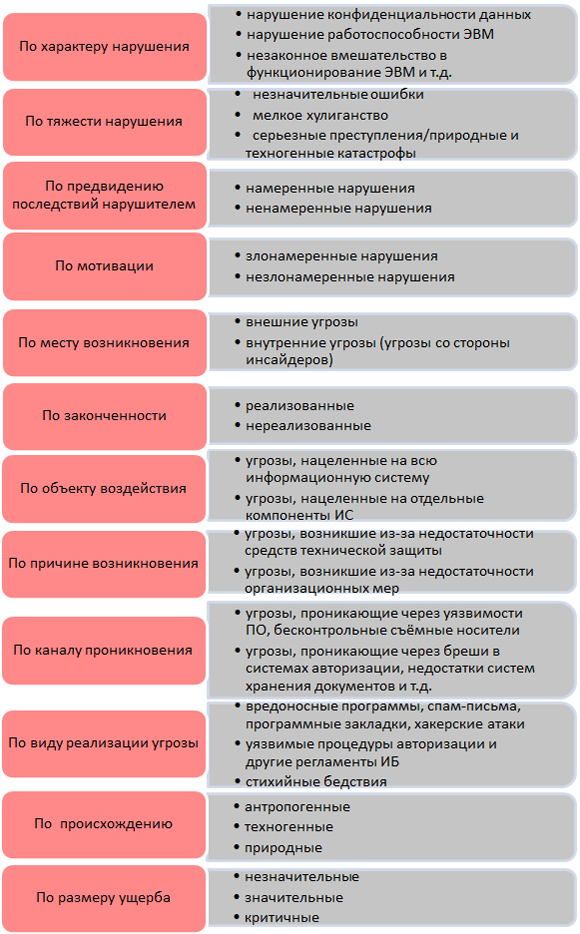 По характеру нарушения
• нарушение конфиденциальности данных
• нарушение работоспособности ЭВМ
• незаконное вмешательство в
функционирование ЭВМ и т.д.
По тяжести нарушения
• незначительные ошибки
• мелкое хулиганство
• серьезные преступления/природные и
техногенные катастрофы
По предвидению
последствий нарушителем
• намеренные нарушения
• ненамеренные нарушения
По мотивации
• злонамеренные нарушения
• незлонамеренные нарушения
По месту возникновения
• внешние угрозы
• внутренние угрозы (угрозы со стороны
инсайдеров)
По законченности
• реализованные
• нереализованные
По объекту воздействия
• угрозы, нацеленные на всю
информационную систему
• угрозы, нацеленные на отдельные
компоненты ИС
По причине возникновения
• угрозы, возникшие из-за недостаточности
средств технической защиты
• угрозы, возникшие из-за недостаточности
организационных мер
По каналу проникновения
• угрозы, проникающие через уязвимости
ПО, бесконтрольные съёмные носители
• угрозы, проникающие через бреши в
системах авторизации, недостатки систем
хранения документов и т.д.
По виду реализации угрозы
• вредоносные программы, спам-письма,
программные закладки, хакерские атаки
• уязвимые процедуры авторизации и
другие регламенты ИБ
• стихийные бедствия
По происхождению
• антропогенные
• техногенные
• природные
По размеру ущерба
• незначительные
• значительные
• критичные